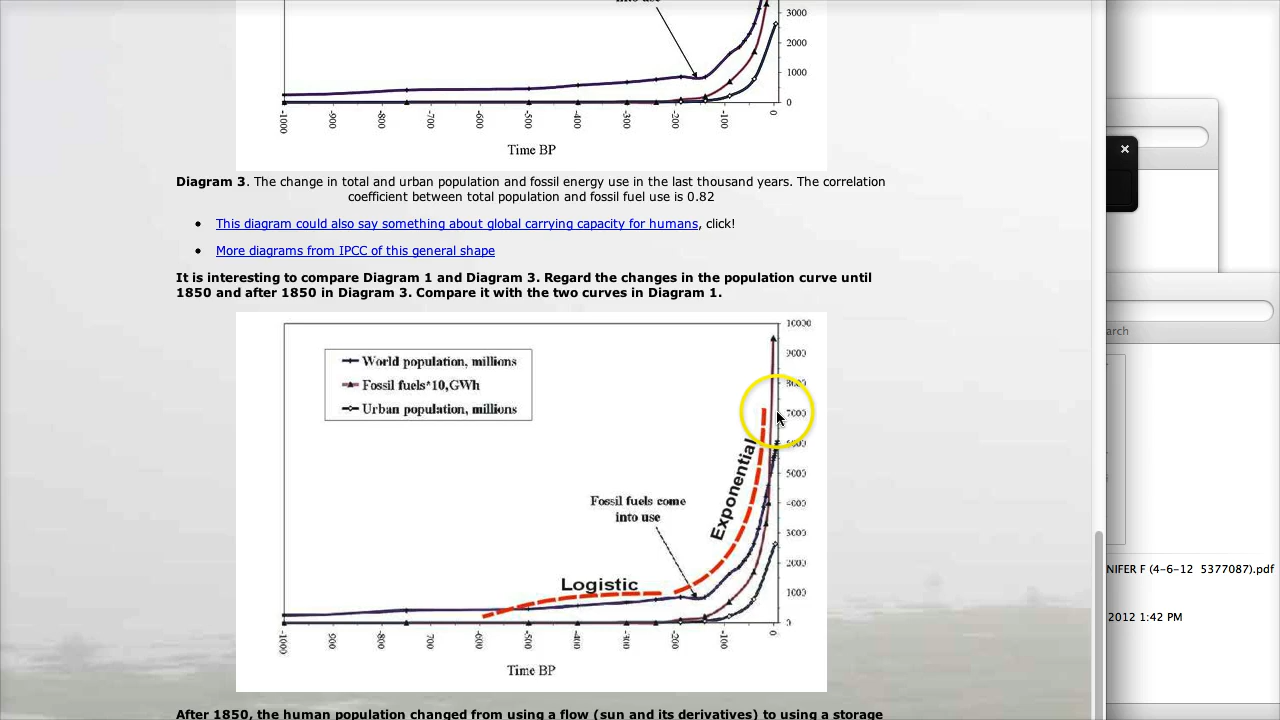 into use
3000
2000
1000
0
-1000
-900
-800
-700
-600
-500
-400
-300
-200
-100
0
Time BP
Diagram 3. The change in total and urban population and fossil energy use in the last thousand years. The correlation
coefficient between total population and fossil fuel use is 0.82
• This diagram could also say something about global carrying capacity for humans, click!
• More diagrams from IPCC of this general shape
It is interesting to compare Diagram 1 and Diagram 3. Regard the changes in the population curve until
1850 and after 1850 in Diagram 3. Compare it with the two curves in Diagram 1.
World population, millions
Fossil fuels*10,GWh
Urban population, millions
10000
9000
8000
7000
6000
5000
4000
3000
2000
1000
0
Exponential
Fossil fuels come
into use
Logistic
-1000
-900
-800
-700
-600
-500
-400
-300
-200
-100
0
Time BP
After 1850, the human population changed from using a flow (sun and its derivatives) to using a storage
×
arch
NIFER F (4-6-12 5377087).pdf
2012 1:42 PM